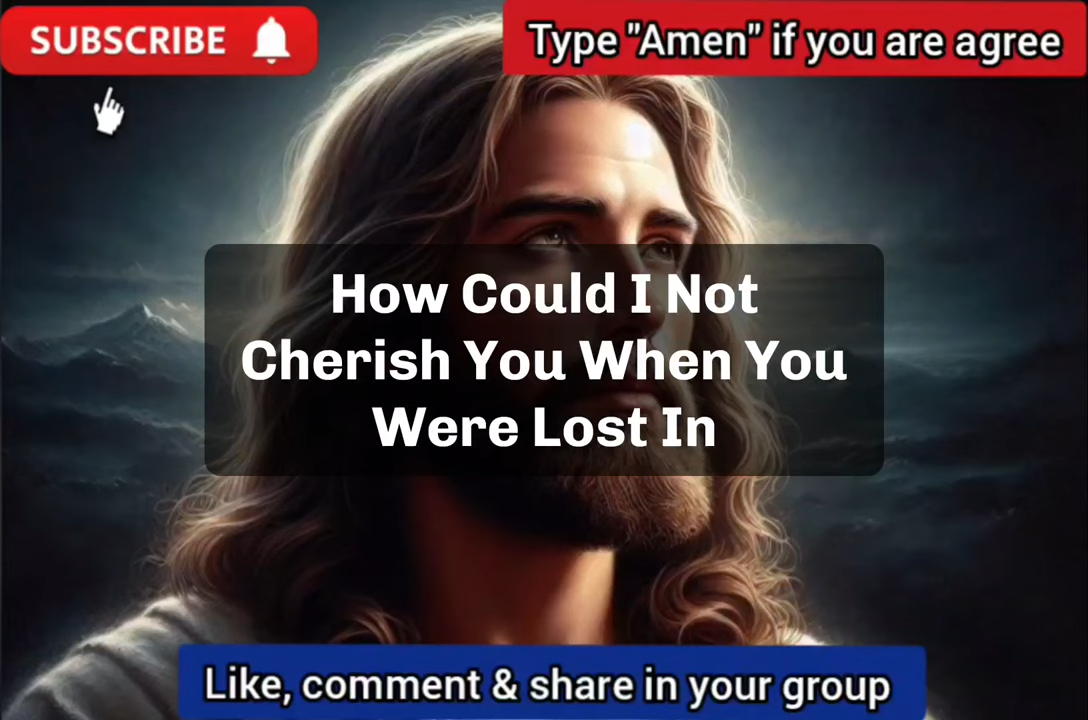 SUBSCRIBE
Type "Amen" if you are agree
How Could I Not
Cherish You When You
Were Lost In
Like, comment & share in your group